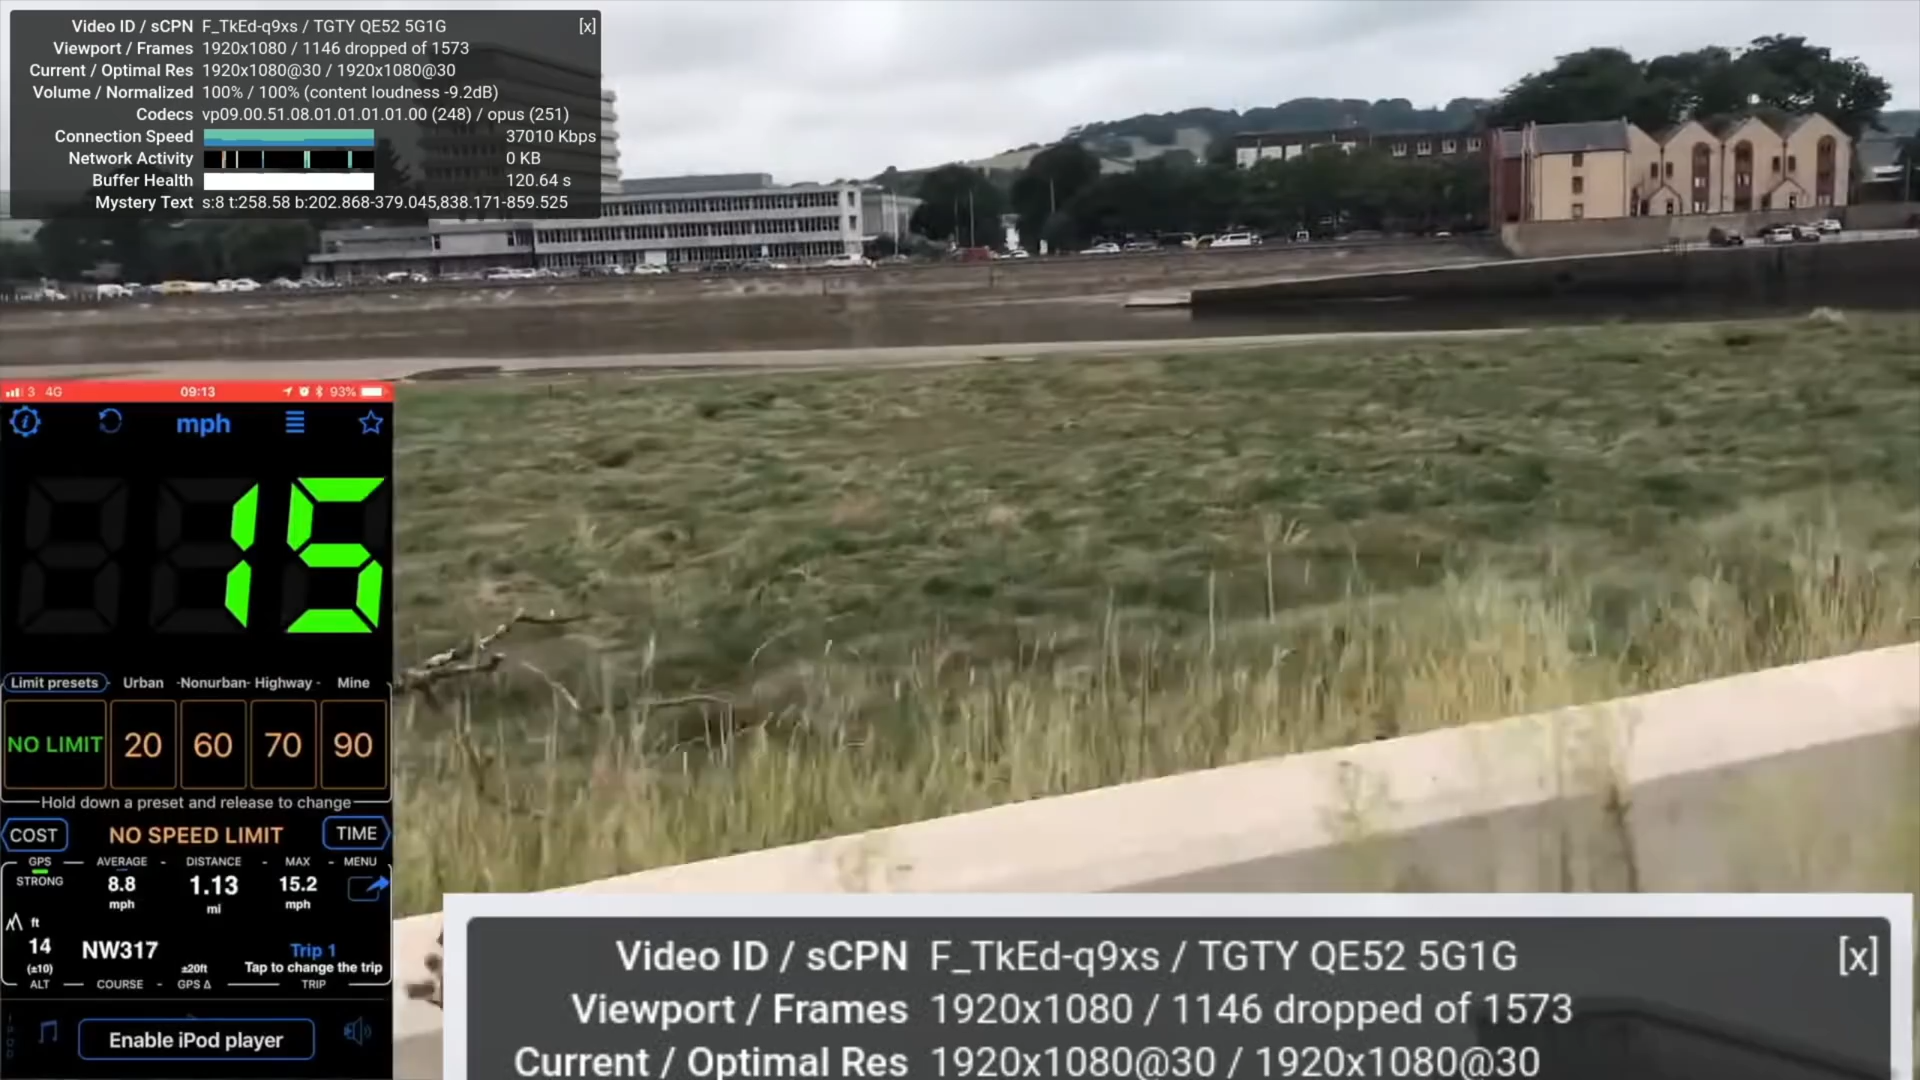 Video ID / sCPN F_TkEd-q9xs / TGTY QE52 5G1G [x]
Viewport / Frames 1920x1080 / 1146 dropped of 1573
Current / Optimal Res 1920x1080@30 / 1920x1080@30
Volume / Normalized 100% / 100% (content loudness -9.2dB)
Codecs vp09.00.51.08.01.01.01.01.00 (248) / opus (251)
Connection Speed 37010 Kbps
Network Activity 0 KB
Buffer Health 120.64 s
Mystery Text s:8 t:258.58 b:202.868-379.045,838.171-859.525
3 4G 09:13 93%
mph
15
Limit presets Urban -Nonurban- Highway - Mine
NO LIMIT 20 60 70 90
Hold down a preset and release to change
COST NO SPEED LIMIT TIME
GPS AVERAGE - DISTANCE - MAX - MENU
STRONG 8.8 1.13 15.2
mph mi mph
ft
14 NW317 Trip 1
(±10) ±20ft Tap to change the trip
ALT COURSE - GPS Δ TRIP
IPOD Enable iPod player
Video ID / sCPN F_TkEd-q9xs / TGTY QE52 5G1G [x]
Viewport / Frames 1920x1080 / 1146 dropped of 1573
Current / Optimal Res 1920x1080@30 / 1920x1080@30